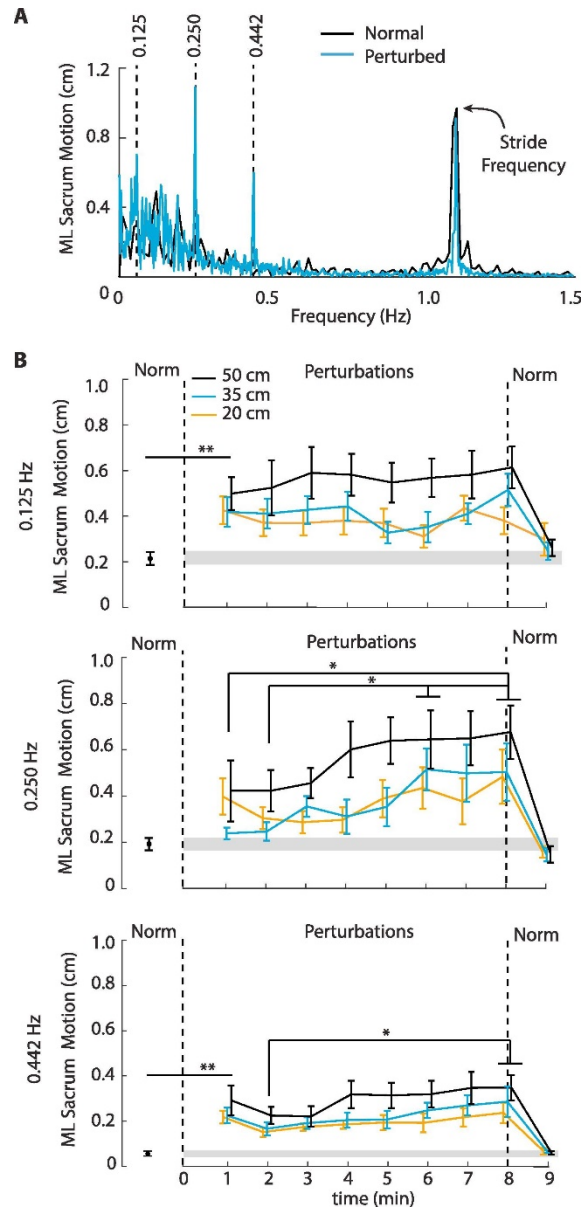 A
0.125
0.250
0.442
Normal
Perturbed
1.2
0.8
0.4
0
ML Sacrum Motion (cm)
Stride
Frequency
0 0.5 1.0 1.5
Frequency (Hz)
B
Norm Perturbations Norm
50 cm
35 cm
20 cm
**
1.0
0.8
0.6
0.4
0.2
0
ML Sacrum Motion (cm)
0.125 Hz
Norm Perturbations Norm
*
*
1.0
0.8
0.6
0.4
0.2
0
ML Sacrum Motion (cm)
0.250 Hz
Norm Perturbations Norm
*
**
1.0
0.8
0.6
0.4
0.2
0
ML Sacrum Motion (cm)
0.442 Hz
0 1 2 3 4 5 6 7 8 9
time (min)